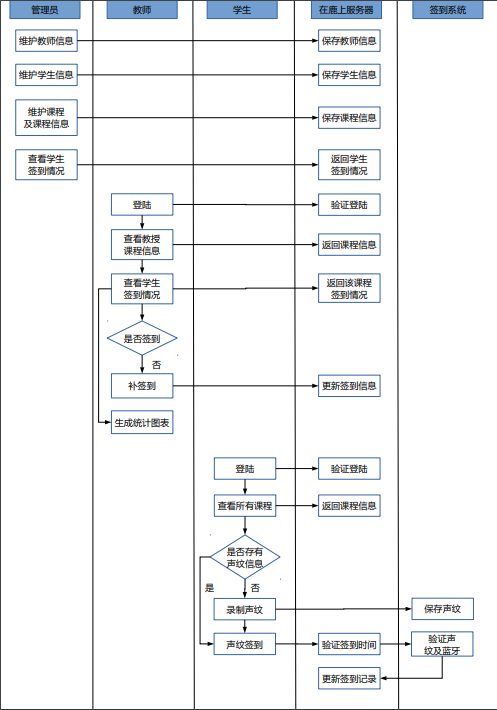 管理员
教师
学生
在鹿上服务器
签到系统
维护教师信息
保存教师信息
维护学生信息
保存学生信息
维护课程
及课程信息
保存课程信息
查看学生
签到情况
返回学生
签到情况
登陆
验证登陆
查看教授
课程信息
返回课程信息
查看学生
签到情况
返回该课程
签到情况
是否签到
否
补签到
更新签到信息
生成统计图表
登陆
验证登陆
查看所有课程
返回课程信息
是否存有
声纹信息
是
否
录制声纹
保存声纹
声纹签到
验证签到时间
验证声
纹及蓝牙
更新签到记录